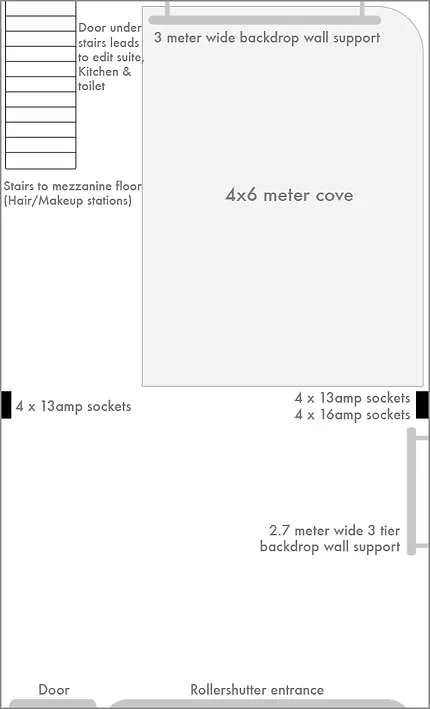 Door under
stairs leads
to edit suite,
Kitchen &
toilet
3 meter wide backdrop wall support
Stairs to mezzanine floor
(Hair/Makeup stations)
4x6 meter cove
4 x 13amp sockets
4 x 13amp sockets
4 x 16amp sockets
2.7 meter wide 3 tier
backdrop wall support
Door
Rollershutter entrance